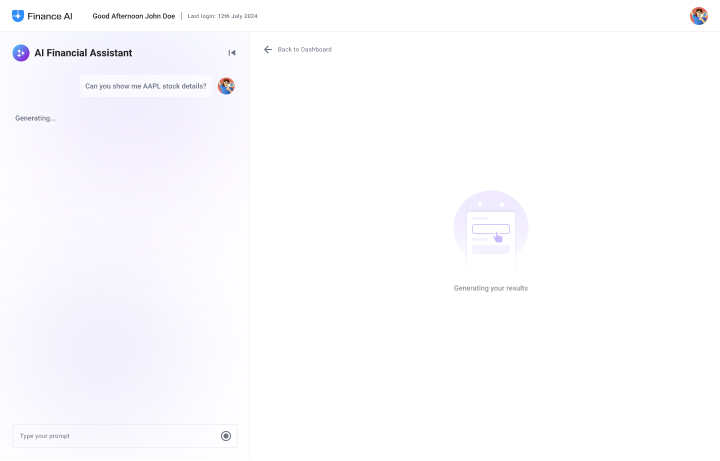 Finance AI
Good Afternoon John Doe
Last login: 12th July 2024
AI Financial Assistant
Back to Dashboard
Can you show me AAPL stock details?
Generating...
Generating your results
Type your prompt